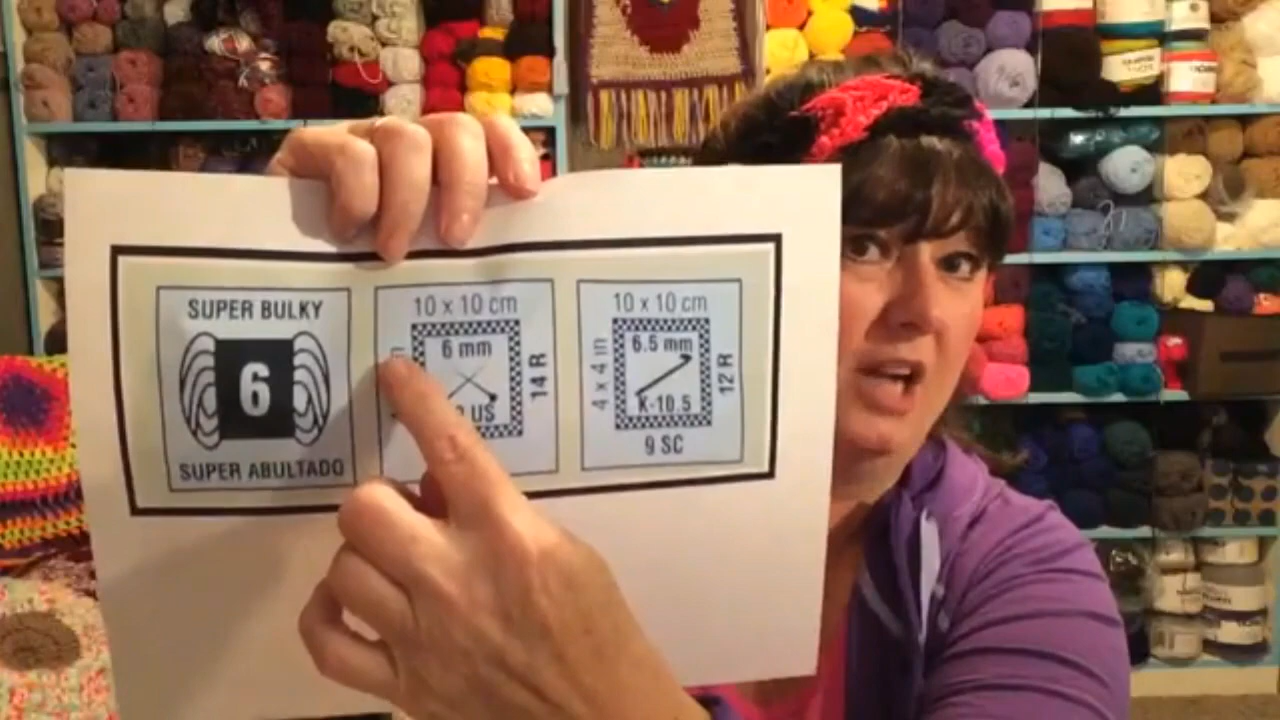 SUPER BULKY
6
SUPER ABULTADO
10 x 10 cm
6 mm
US
14 R
10 x 10 cm
4 x 4 in
6.5 mm
K-10.5
12 R
9 SC